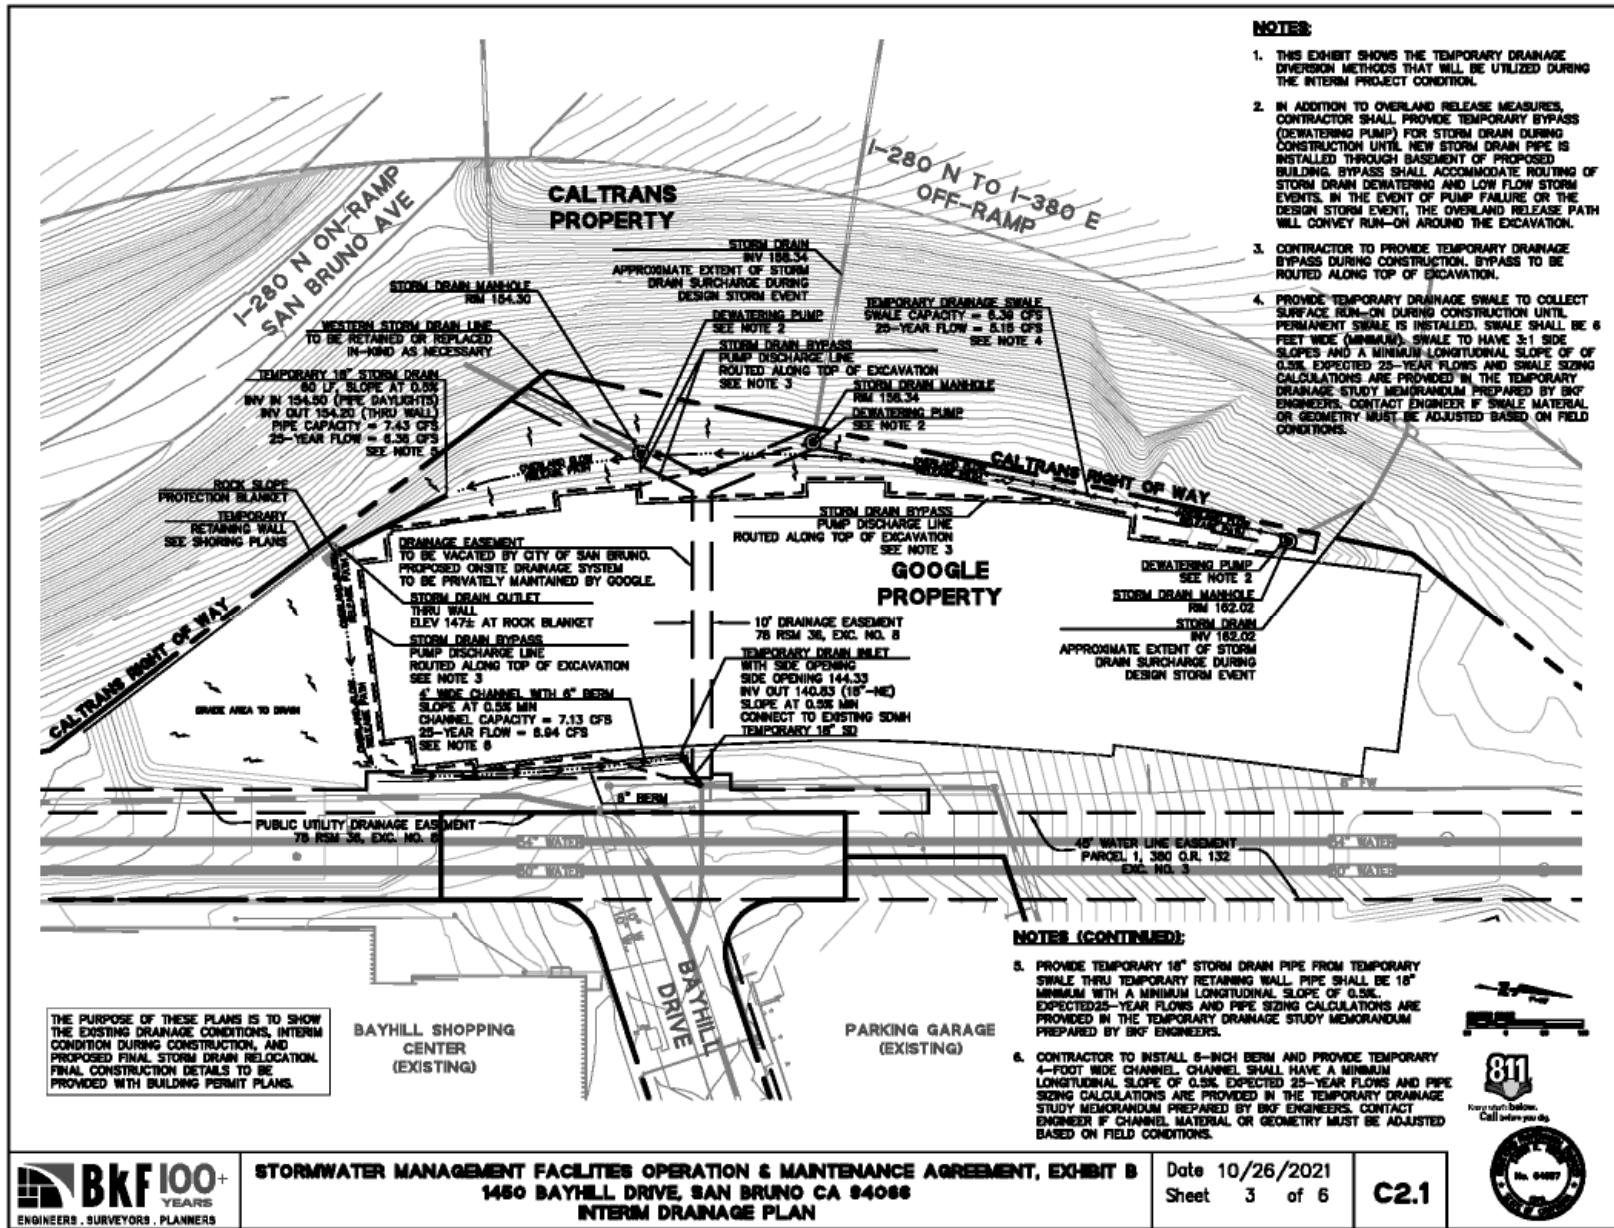 NOTES:
1. THIS EXHIBIT SHOWS THE TEMPORARY DRAINAGE
DIVERSION METHODS THAT WILL BE UTILIZED DURING
THE INTERIM PROJECT CONDITION.
2. IN ADDITION TO OVERLAND RELEASE MEASURES,
CONTRACTOR SHALL PROVIDE TEMPORARY BYPASS
(DEWATERING PUMP) FOR STORM DRAIN DURING
CONSTRUCTION UNTIL NEW STORM DRAIN PIPE IS
INSTALLED THROUGH BASEMENT OF PROPOSED
BUILDING. BYPASS SHALL ACCOMMODATE ROUTING OF
STORM DRAIN DEWATERING AND LOW FLOW STORM
EVENTS. IN THE EVENT OF PUMP FAILURE OR THE
DESIGN STORM EVENT, THE OVERLAND RELEASE PATH
WILL CONVEY RUN-ON AROUND THE EXCAVATION.
3. CONTRACTOR TO PROVIDE TEMPORARY DRAINAGE
BYPASS DURING CONSTRUCTION. BYPASS TO BE
ROUTED ALONG TOP OF EXCAVATION.
4. PROVIDE TEMPORARY DRAINAGE SWALE TO COLLECT
SURFACE RUN-ON DURING CONSTRUCTION UNTIL
PERMANENT SWALE IS INSTALLED. SWALE SHALL BE 6
FEET WIDE (MINIMUM). SWALE TO HAVE 3:1 SIDE
SLOPES AND A MINIMUM LONGITUDINAL SLOPE OF OF
0.5%. EXPECTED 25-YEAR FLOWS AND SWALE SIZING
CALCULATIONS ARE PROVIDED IN THE TEMPORARY
DRAINAGE STUDY MEMORANDUM PREPARED BY BKF
ENGINEERS. CONTACT ENGINEER IF SWALE MATERIAL
OR GEOMETRY MUST BE ADJUSTED BASED ON FIELD
CONDITIONS.
I-280 N ON-RAMP
SAN BRUNO AVE
CALTRANS
PROPERTY
I-280 N TO I-380 E
OFF-RAMP
STORM DRAIN
APPROXIMATE EXTENT OF STORM
DRAIN SURCHARGE DURING
DESIGN STORM EVENT
STORM DRAIN MANHOLE
RIM 154.30
TEMPORARY DRAINAGE SWALE
SWALE CAPACITY = 6.39 CFS
25-YEAR FLOW = 5.15 CFS
SEE NOTE 4
DEWATERING PUMP
SEE NOTE 2
WESTERN STORM DRAIN LINE
TO BE RETAINED OR REPLACED
IN-KIND AS NECESSARY
STORM DRAIN BYPASS
PUMP DISCHARGE LINE
ROUTED ALONG TOP OF EXCAVATION
SEE NOTE 3
TEMPORARY 18" STORM DRAIN
60 LF, SLOPE AT 0.5%
INV IN 154.50 (PIPE DAYLIGHTS)
INV OUT 154.20 (THRU WALL)
PIPE CAPACITY = 7.43 CFS
25-YEAR FLOW = 6.36 CFS
SEE NOTE 5
STORM DRAIN MANHOLE
DEWATERING PUMP
SEE NOTE 2
OVERLAND FLOW
RELEASE PATH
CALTRANS RIGHT OF WAY
ROCK SLOPE
PROTECTION BLANKET
TEMPORARY
RETAINING WALL
SEE SHORING PLANS
STORM DRAIN BYPASS
PUMP DISCHARGE LINE
ROUTED ALONG TOP OF EXCAVATION
SEE NOTE 3
DRAINAGE EASEMENT
TO BE VACATED BY CITY OF SAN BRUNO.
PROPOSED ONSITE DRAINAGE SYSTEM
TO BE PRIVATELY MAINTAINED BY GOOGLE.
GOOGLE
PROPERTY
DEWATERING PUMP
SEE NOTE 2
STORM DRAIN MANHOLE
RIM 162.02
STORM DRAIN
INV 162.02
APPROXIMATE EXTENT OF STORM
DRAIN SURCHARGE DURING
DESIGN STORM EVENT
STORM DRAIN OUTLET
THRU WALL
ELEV 147± AT ROCK BLANKET
10' DRAINAGE EASEMENT
78 RSM 36, EXC. NO. 8
STORM DRAIN BYPASS
PUMP DISCHARGE LINE
ROUTED ALONG TOP OF EXCAVATION
SEE NOTE 3
TEMPORARY DRAIN INLET
WITH SIDE OPENING
SIDE OPENING 144.33
INV OUT 140.83 (18"-NE)
SLOPE AT 0.5% MIN
CONNECT TO EXISTING SDMH
TEMPORARY 18" SD
4' WIDE CHANNEL WITH 6" BERM
SLOPE AT 0.5% MIN
CHANNEL CAPACITY = 7.13 CFS
25-YEAR FLOW = 6.94 CFS
SEE NOTE 6
CALTRANS RIGHT OF WAY
GRADE AREA TO DRAIN
OVERLAND FLOW
RELEASE PATH
6" BERM
PUBLIC UTILITY DRAINAGE EASEMENT
78 RSM 36, EXC. NO. 8
54" WATER
60" WATER
45' WATER LINE EASEMENT
PARCEL 1, 380 O.R. 132
EXC. NO. 3
54" WATER
60" WATER
BAYHILL
DRIVE
BAYHILL SHOPPING
CENTER
(EXISTING)
PARKING GARAGE
(EXISTING)
THE PURPOSE OF THESE PLANS IS TO SHOW
THE EXISTING DRAINAGE CONDITIONS, INTERIM
CONDITION DURING CONSTRUCTION, AND
PROPOSED FINAL STORM DRAIN RELOCATION.
FINAL CONSTRUCTION DETAILS TO BE
PROVIDED WITH BUILDING PERMIT PLANS.
NOTES (CONTINUED):
5. PROVIDE TEMPORARY 18" STORM DRAIN PIPE FROM TEMPORARY
SWALE THRU TEMPORARY RETAINING WALL. PIPE SHALL BE 18"
MINIMUM WITH A MINIMUM LONGITUDINAL SLOPE OF 0.5%.
EXPECTED25-YEAR FLOWS AND PIPE SIZING CALCULATIONS ARE
PROVIDED IN THE TEMPORARY DRAINAGE STUDY MEMORANDUM
PREPARED BY BKF ENGINEERS.
6. CONTRACTOR TO INSTALL 6-INCH BERM AND PROVIDE TEMPORARY
4-FOOT WIDE CHANNEL. CHANNEL SHALL HAVE A MINIMUM
LONGITUDINAL SLOPE OF 0.5%. EXPECTED 25-YEAR FLOWS AND PIPE
SIZING CALCULATIONS ARE PROVIDED IN THE TEMPORARY DRAINAGE
STUDY MEMORANDUM PREPARED BY BKF ENGINEERS. CONTACT
ENGINEER IF CHANNEL MATERIAL OR GEOMETRY MUST BE ADJUSTED
BASED ON FIELD CONDITIONS.
811
Know what's below.
Call before you dig.
BKF 100+
YEARS
ENGINEERS . SURVEYORS . PLANNERS
STORMWATER MANAGEMENT FACILITIES OPERATION & MAINTENANCE AGREEMENT, EXHIBIT B
1450 BAYHILL DRIVE, SAN BRUNO CA 94066
INTERIM DRAINAGE PLAN
Date 10/26/2021
Sheet 3 of 6
C2.1